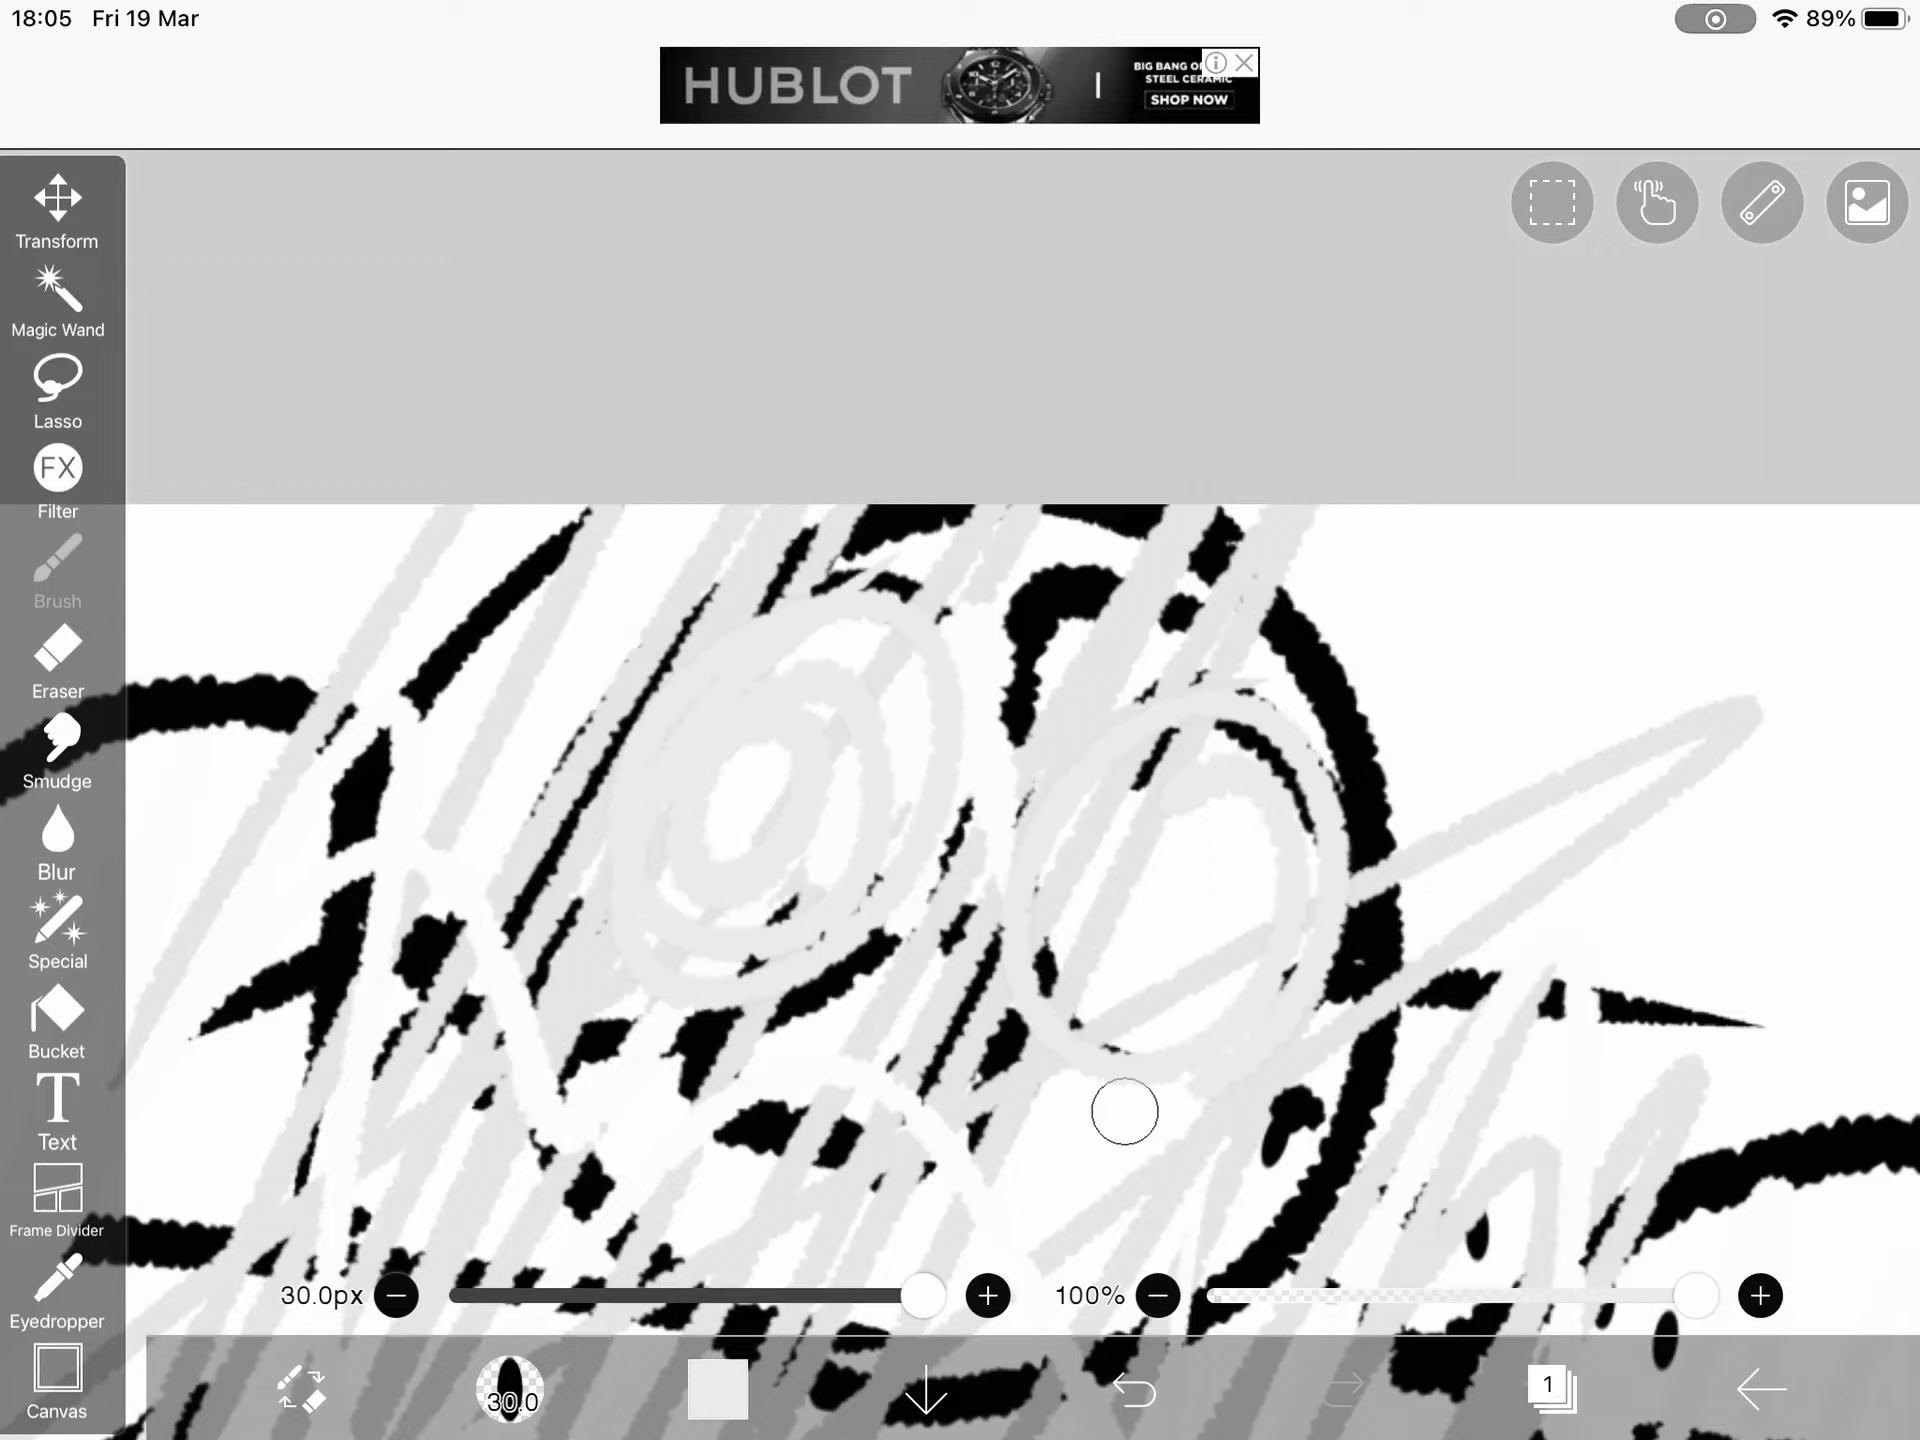 18:05 Fri 19 Mar
89%
HUBLOT
BIG BANG
STEEL CERAMIC
SHOP NOW
Transform
Magic Wand
Lasso
FX
Filter
Brush
Eraser
Smudge
Blur
Special
Bucket
T
Text
Frame Divider
Eyedropper
Canvas
30.0px
100%
30.0
1